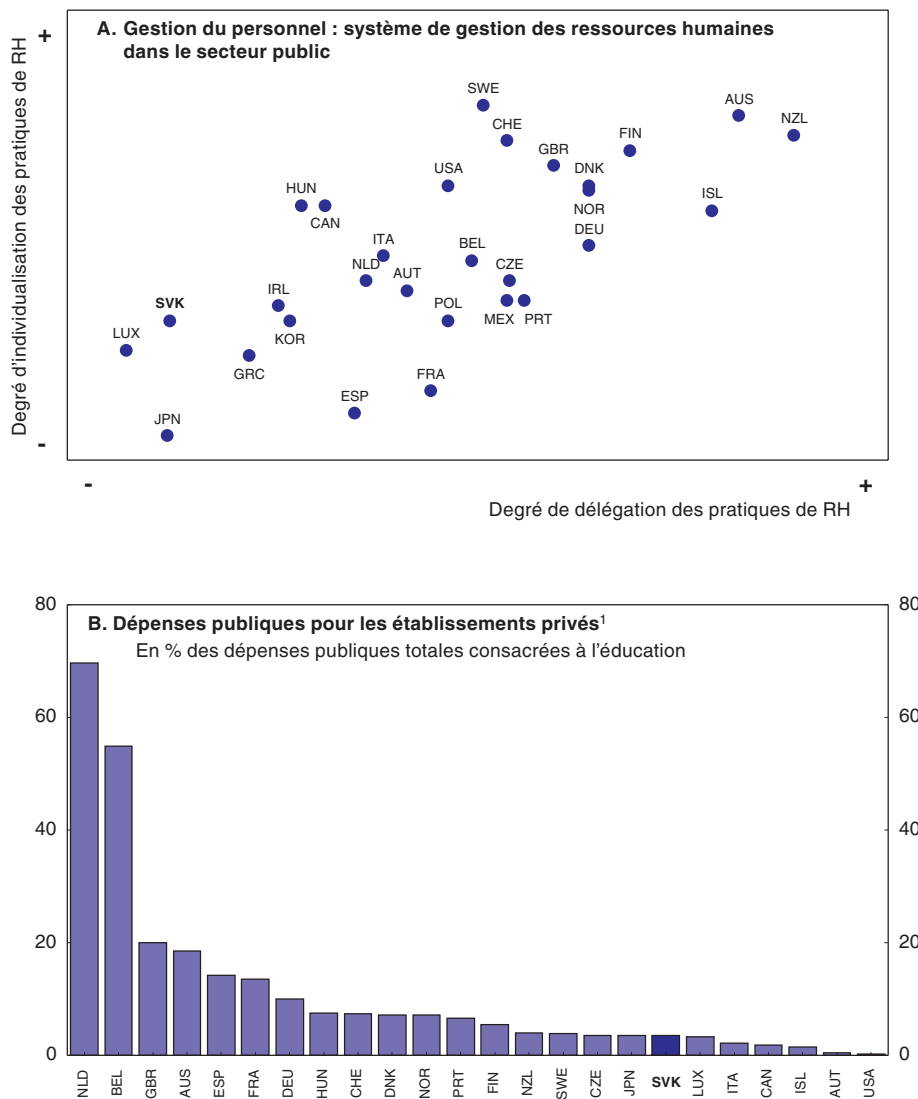 +
A. Gestion du personnel : système de gestion des ressources humaines
dans le secteur public
Degré d'individualisation des pratiques de RH
SWE
AUS
CHE
NZL
FIN
GBR
USA
DNK
HUN
NOR
ISL
CAN
DEU
ITA
BEL
NLD
AUT
CZE
IRL
SVK
POL
MEX
PRT
KOR
LUX
GRC
FRA
ESP
JPN
-
-
+
Degré de délégation des pratiques de RH
80
80
B. Dépenses publiques pour les établissements privés1
En % des dépenses publiques totales consacrées à l'éducation
60
60
40
40
20
20
0
0
NLD
BEL
GBR
AUS
ESP
FRA
DEU
HUN
CHE
DNK
NOR
PRT
FIN
NZL
SWE
CZE
JPN
SVK
LUX
ITA
CAN
ISL
AUT
USA